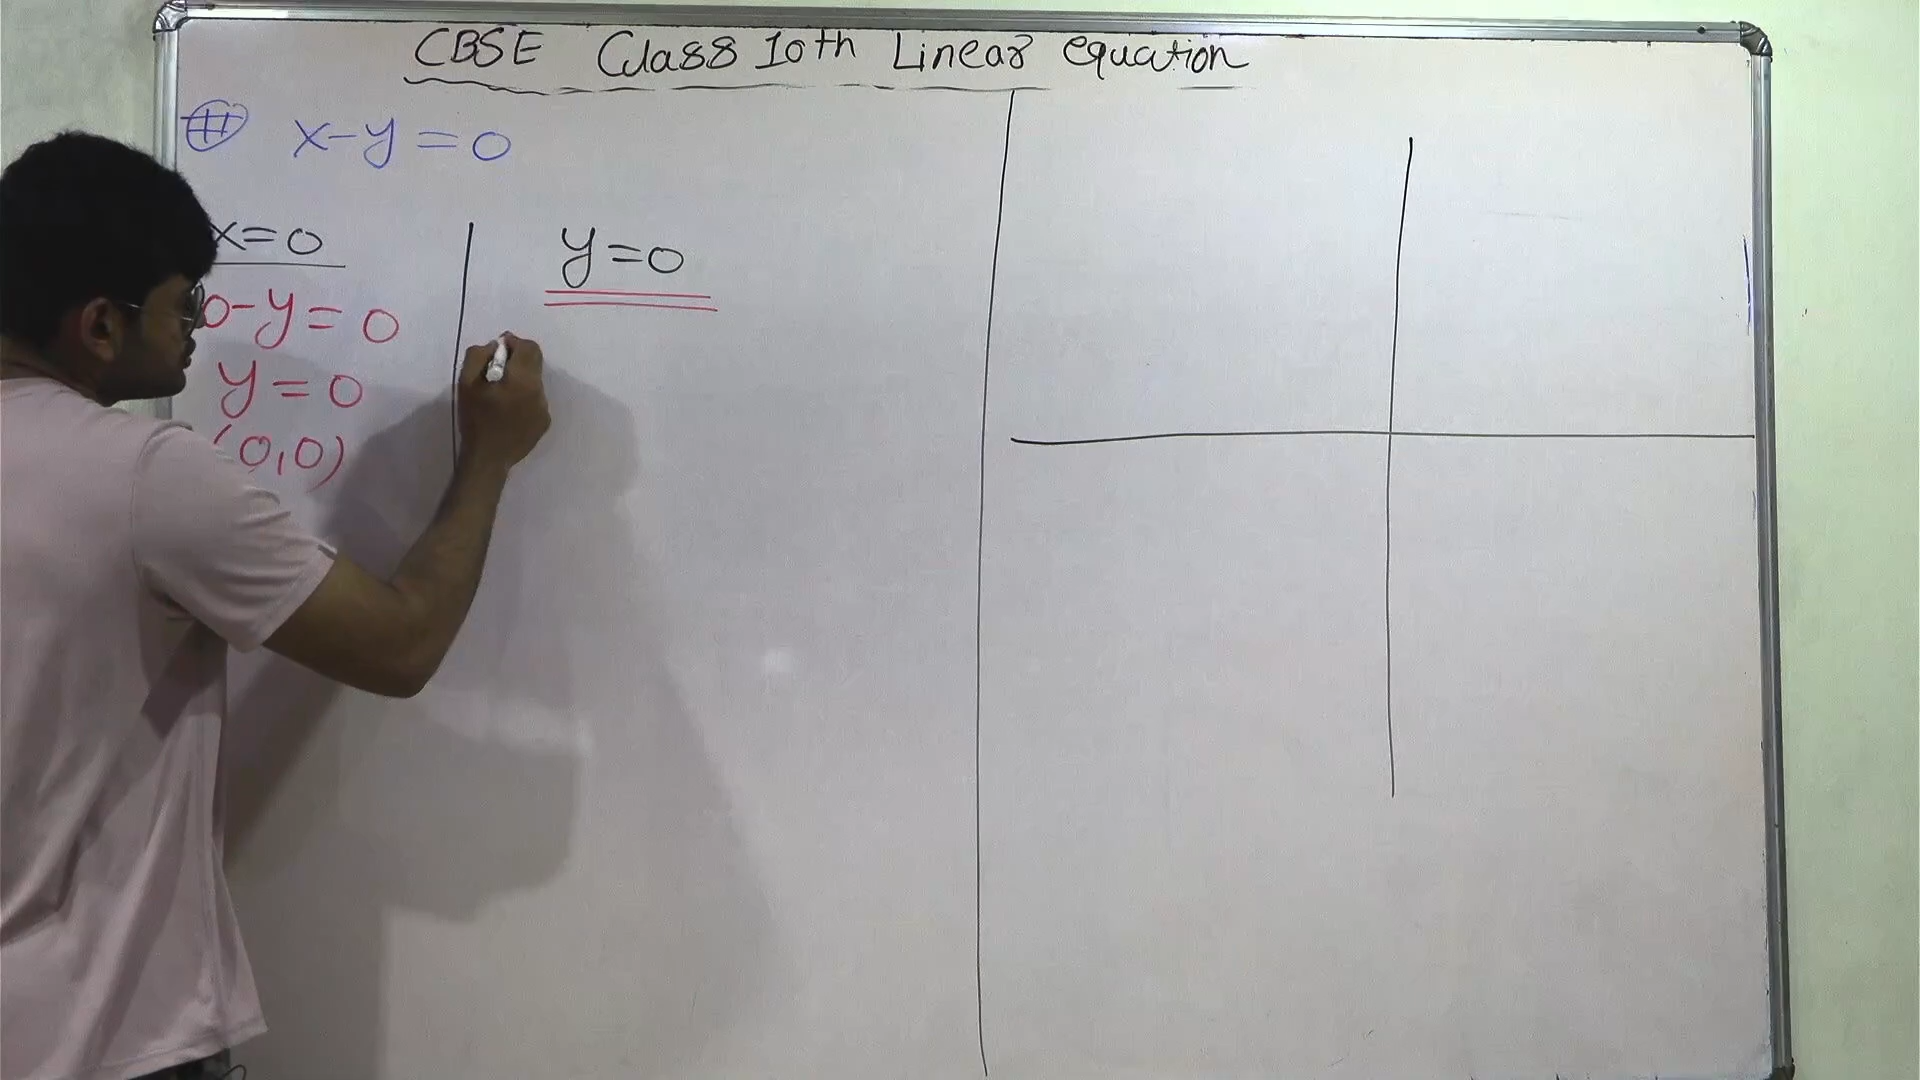 CBSE Class 10th Linear equation
# x-y=0
x=0
0-y=0
y=0
(0,0)
y=0